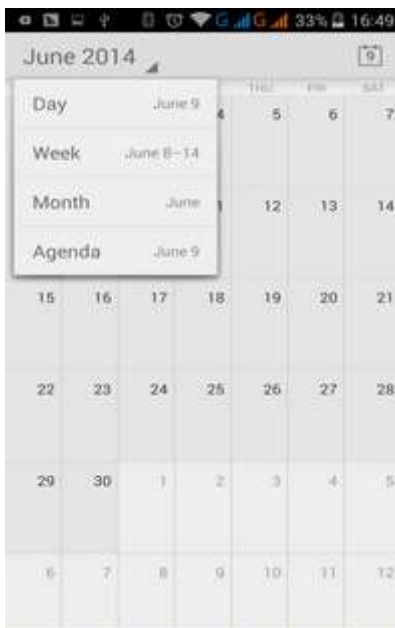 G G 33% 16:49
June 2014 9
THU FRI SAT
Day June 9
4 5 6 7
Week June 8–14
Month June
11 12 13 14
Agenda June 9
15 16 17 18 19 20 21
22 23 24 25 26 27 28
29 30 1 2 3 4 5
6 7 8 9 10 11 12